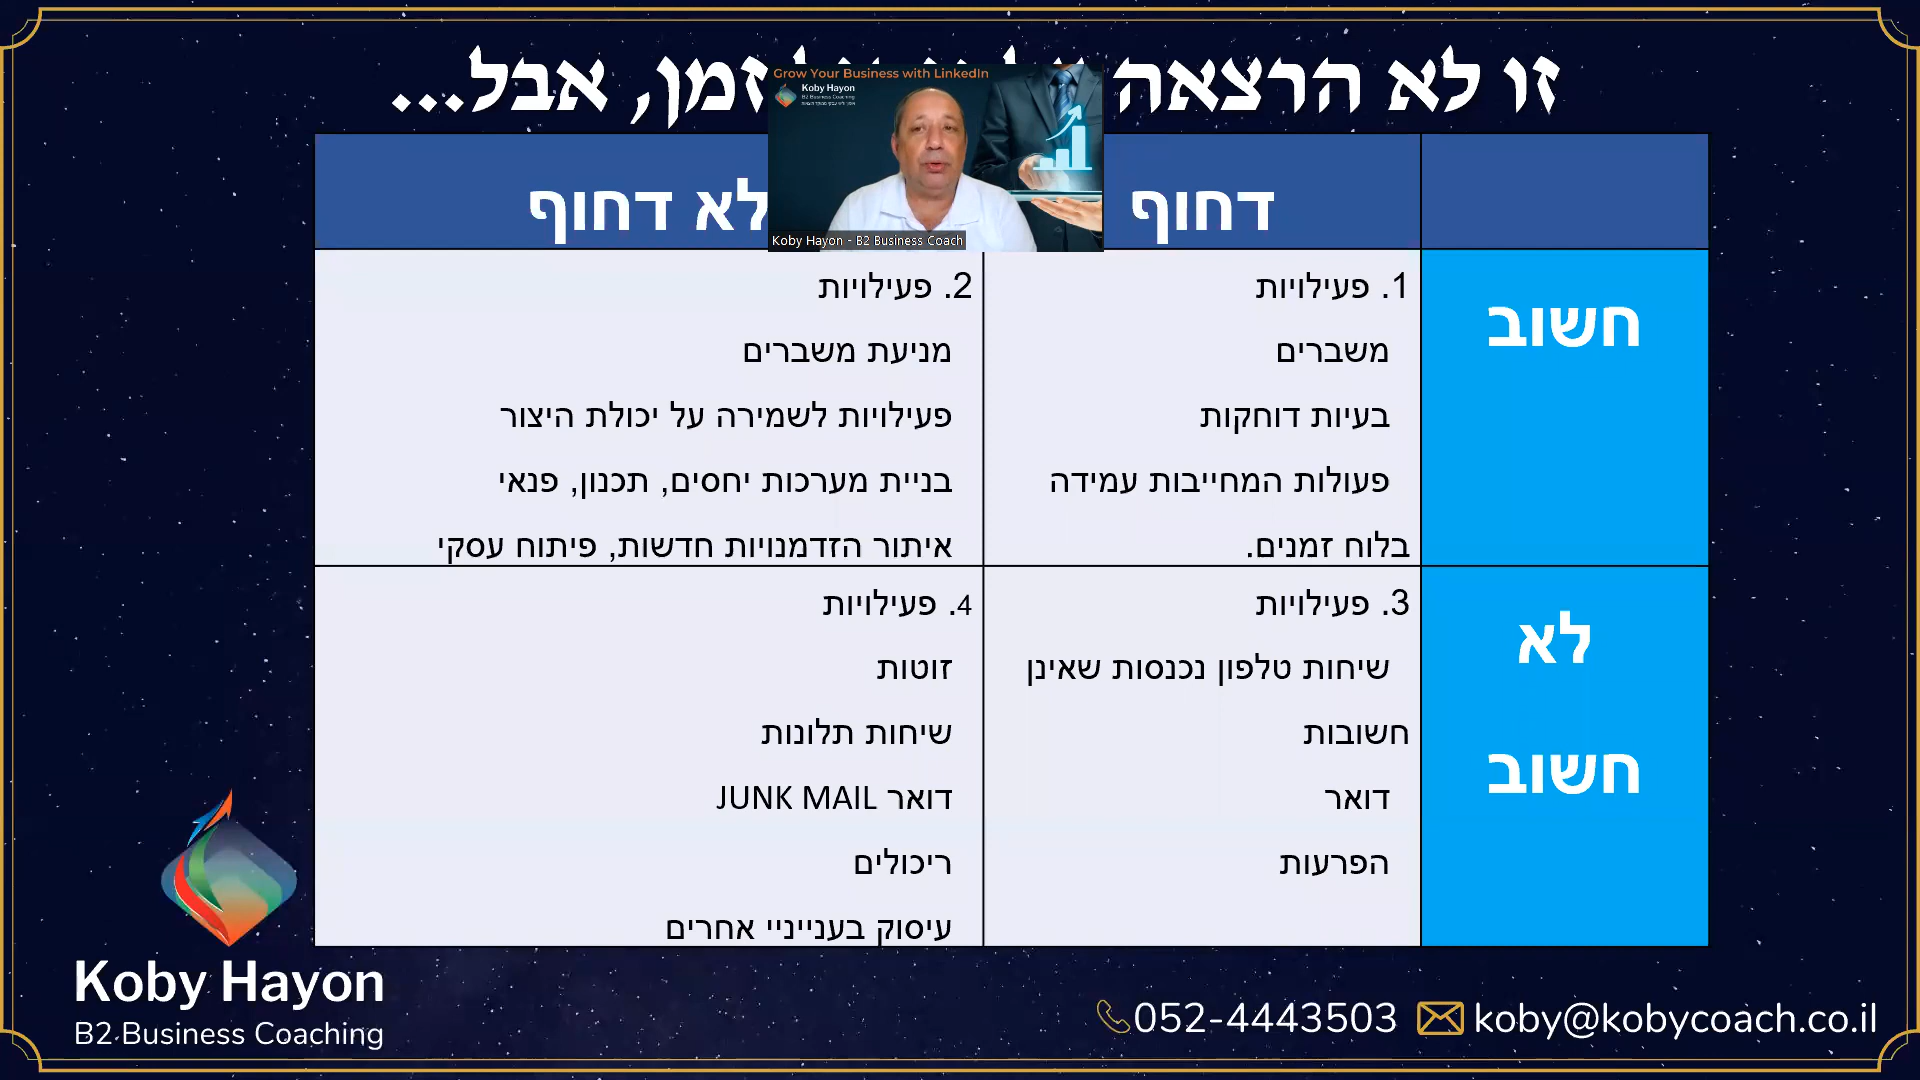 זו לא הרצאה זמן, אבל...
Grow Your Business with LinkedIn
Koby Hayon
B2 Business Coaching
Koby Hayon - B2 Business Coach
דחוף
לא דחוף
חשוב
1. פעילויות
משברים
בעיות דוחקות
פעולות המחייבות עמידה
בלוח זמנים.
2. פעילויות
מניעת משברים
פעילויות לשמירה על יכולת היצור
בניית מערכות יחסים, תכנון, פנאי
איתור הזדמנויות חדשות, פיתוח עסקי
לא
חשוב
3. פעילויות
שיחות טלפון נכנסות שאינן
חשובות
דואר
הפרעות
4. פעילויות
זוטות
שיחות תלונות
דואר JUNK MAIL
ריכולים
עיסוק בענייניי אחרים
Koby Hayon
B2 Business Coaching
052-4443503
koby@kobycoach.co.il